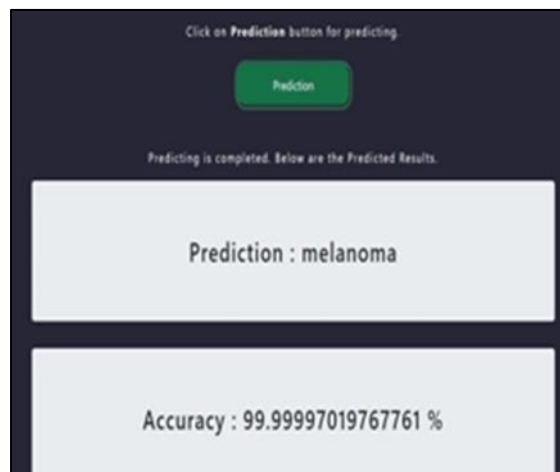 Click on Prediction button for predicting.
Prediction
Predicting is completed. Below are the Predicted Results.
Prediction : melanoma
Accuracy : 99.99997019767761 %